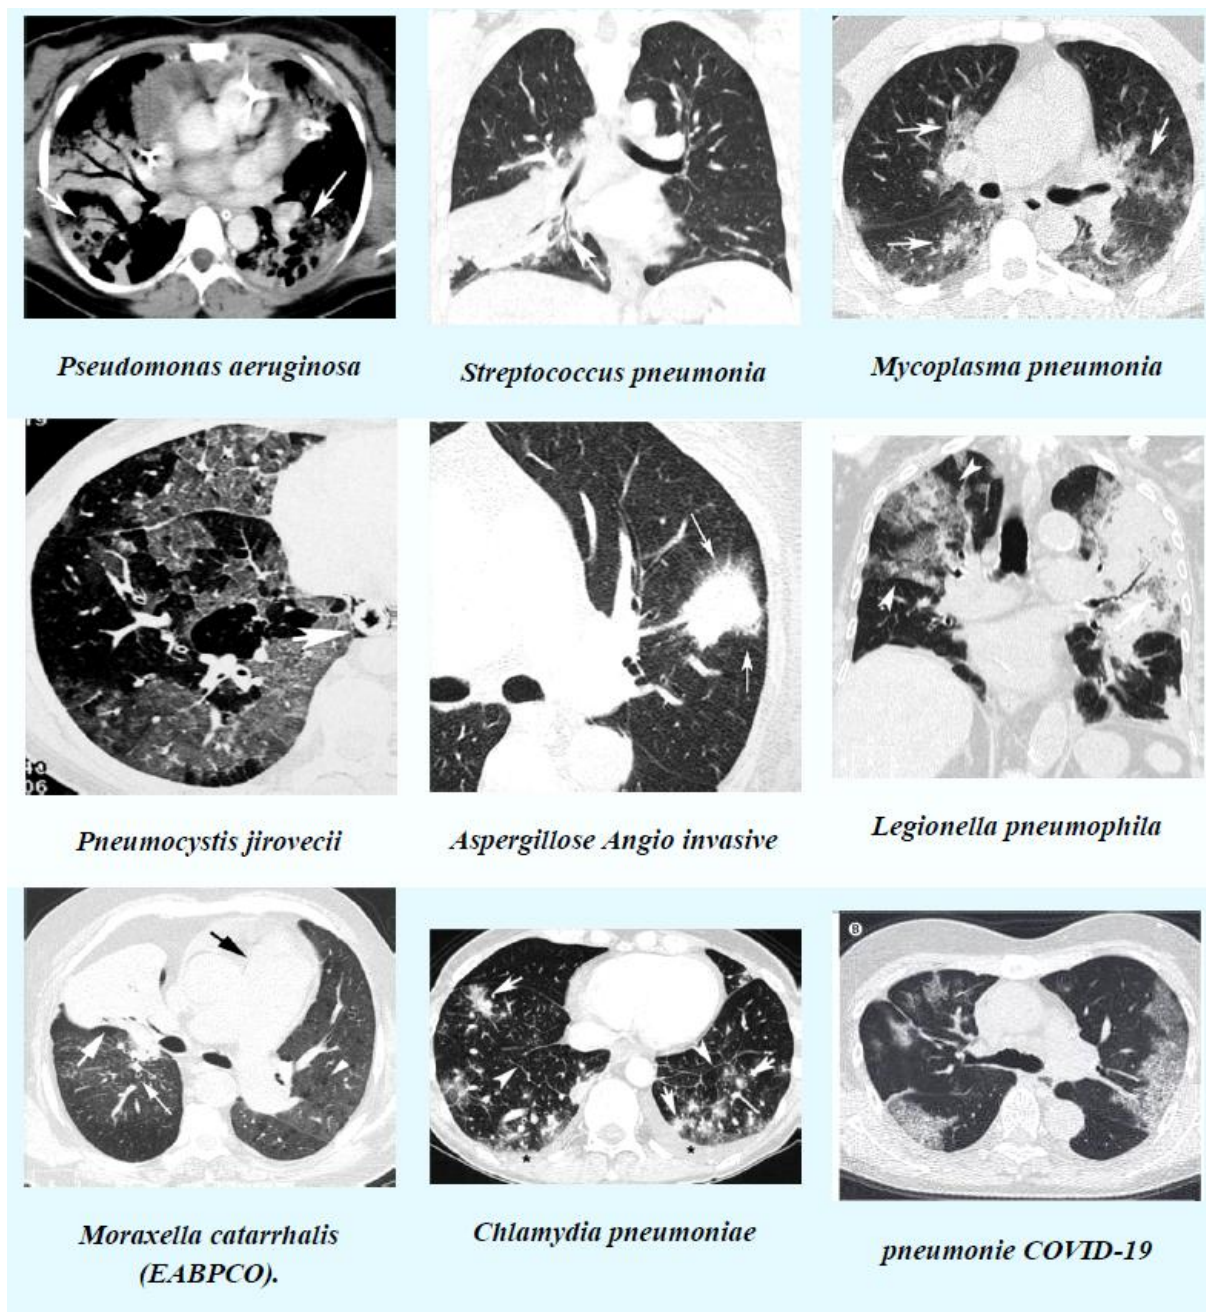 Pseudomonas aeruginosa
Streptococcus pneumonia
Mycoplasma pneumonia
Pneumocystis jirovecii
Aspergillose Angio invasive
Legionella pneumophila
B
Moraxella catarrhalis
(EABPCO).
Chlamydia pneumoniae
pneumonie COVID-19